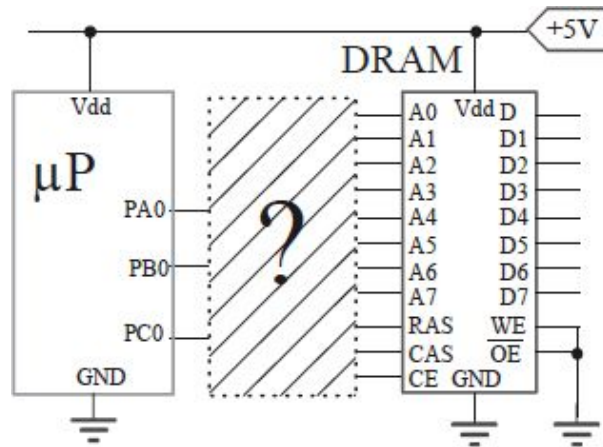 +5V
DRAM
Vdd
μP
PA0
PB0
PC0
GND
?
A0
A1
A2
A3
A4
A5
A6
A7
RAS
CAS
CE
Vdd
D
D1
D2
D3
D4
D5
D6
D7
WE
OE
GND